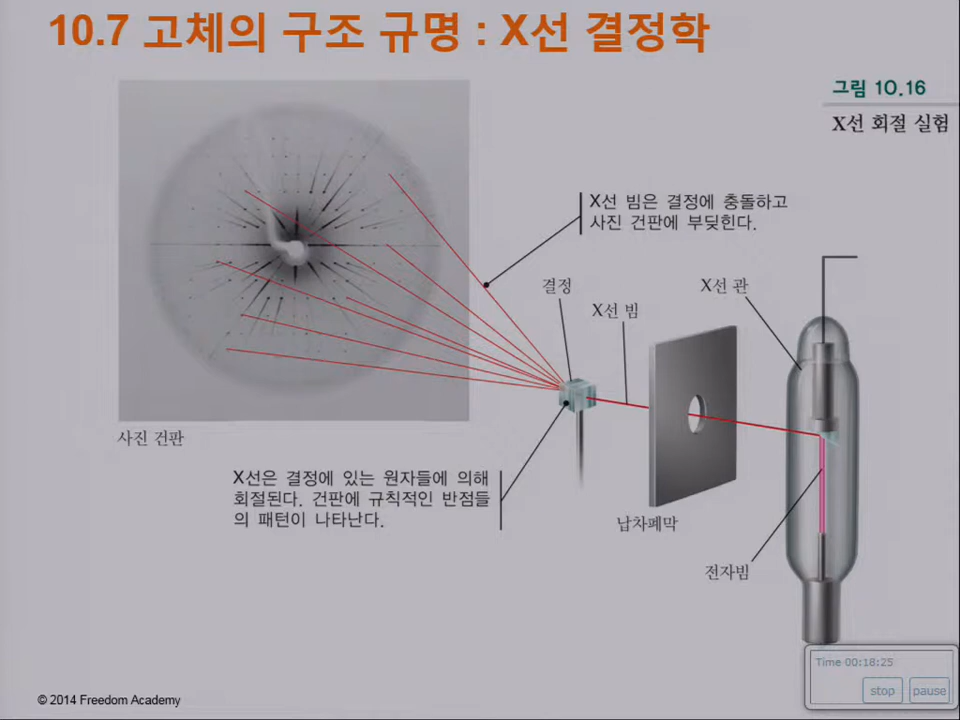 10.7 고체의 구조 규명 : X선 결정학
그림 10.16
X선 회절 실험
X선 빔은 결정에 충돌하고
사진 건판에 부딪힌다.
결정
X선 빔
X선 관
사진 건판
X선은 결정에 있는 원자들에 의해
회절된다. 건판에 규칙적인 반점들
의 패턴이 나타난다.
납차폐막
전자빔
Time 00:18:25
stop
pause
© 2014 Freedom Academy